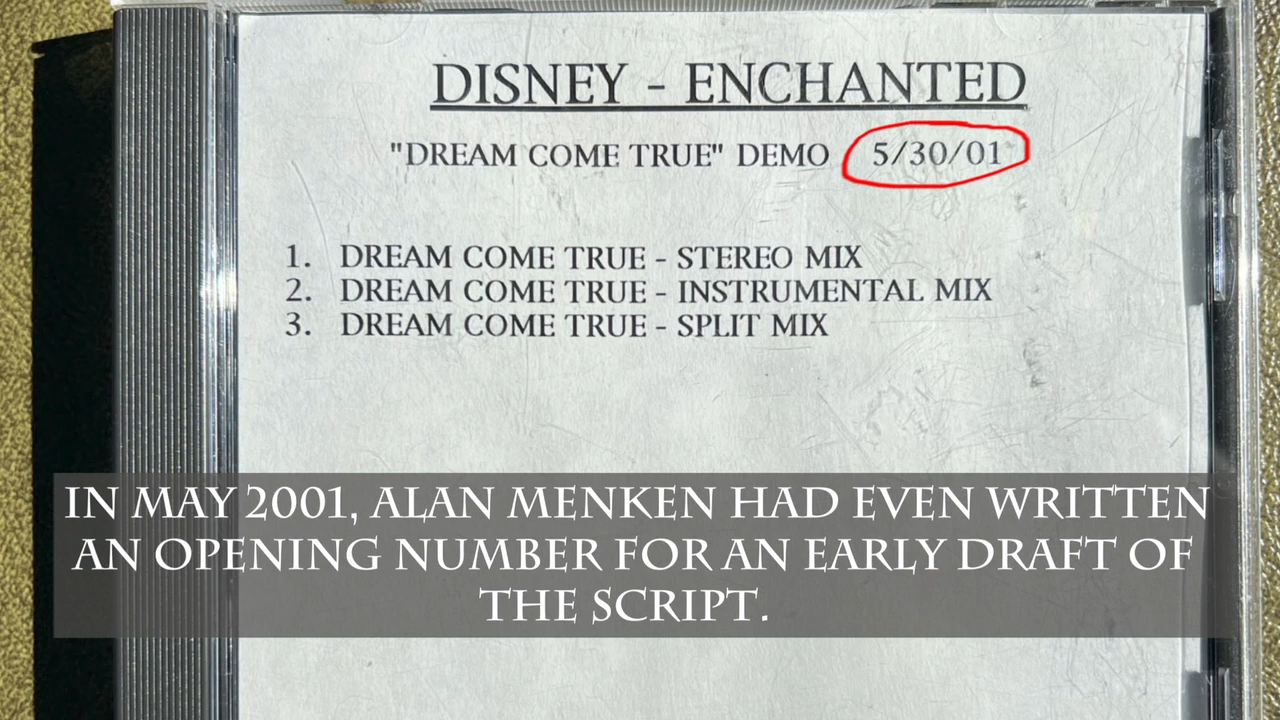 DISNEY - ENCHANTED
"DREAM COME TRUE" DEMO 5/30/01
1. DREAM COME TRUE - STEREO MIX
2. DREAM COME TRUE - INSTRUMENTAL MIX
3. DREAM COME TRUE - SPLIT MIX
IN MAY 2001, ALAN MENKEN HAD EVEN WRITTEN
AN OPENING NUMBER FOR AN EARLY DRAFT OF
THE SCRIPT.